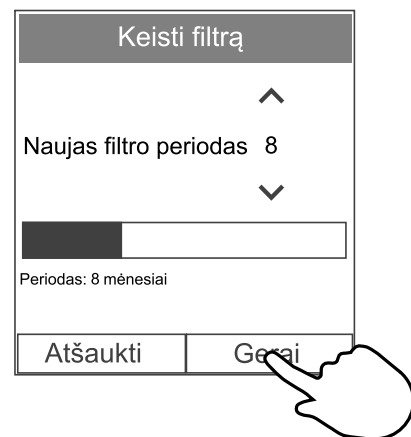 Keisti filtrą
Naujas filtro periodas 8
Periodas: 8 mėnesiai
Atšaukti
Gerai